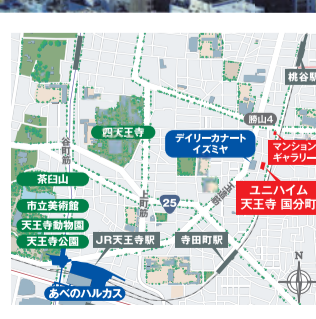 桃谷駅
勝山4
四天王寺
デイリーカナート
イズミヤ
マンション
ギャラリー
谷町筋
茶臼山
上町筋
25
ユニハイム
天王寺 国分町
市立美術館
天王寺動物園
天王寺公園
JR天王寺駅
寺田町駅
N
あべのハルカス